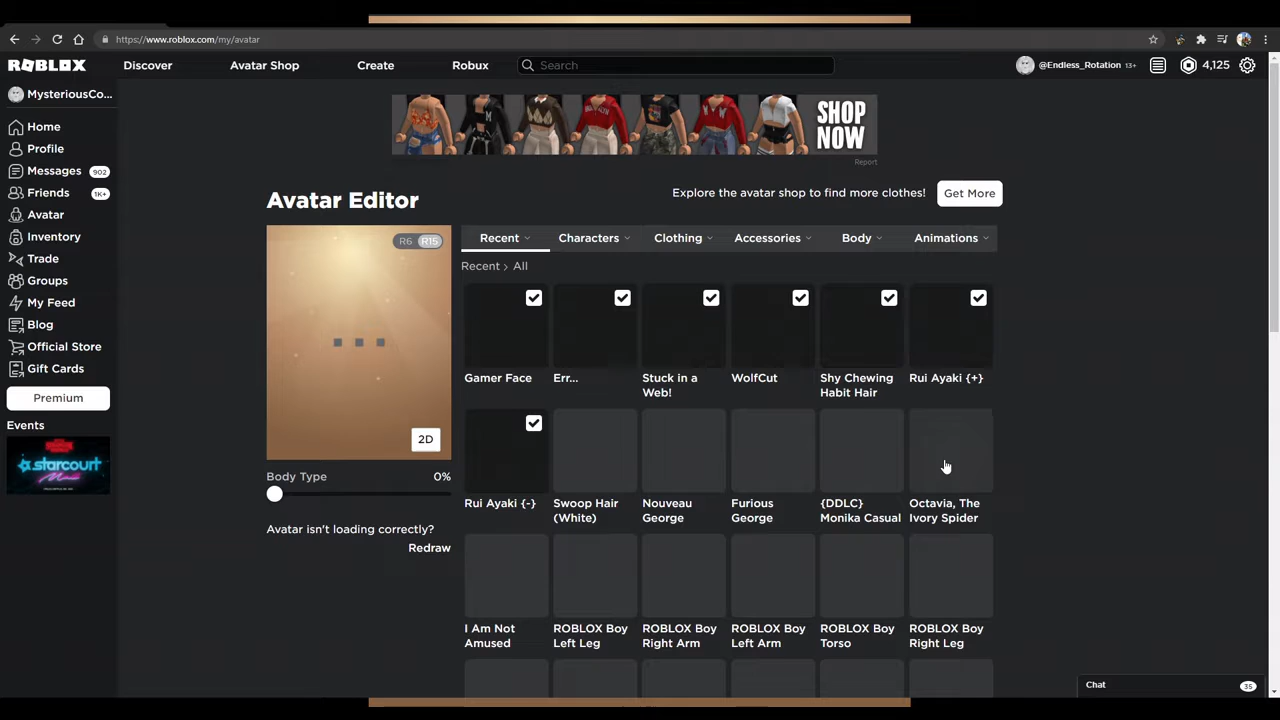 https://www.roblox.com/my/avatar
ROBLOX
Discover
Avatar Shop
Create
Robux
Search
@Endless_Rotation 13+
4,125
MysteriousCo...
Home
Profile
Messages 902
Friends 1K+
Avatar
Inventory
Trade
Groups
My Feed
Blog
Official Store
Gift Cards
Premium
Events
starcourt
SHOP
NOW
Report
Avatar Editor
Explore the avatar shop to find more clothes!
Get More
R6 R15
2D
Body Type 0%
Avatar isn't loading correctly?
Redraw
Recent
Characters
Clothing
Accessories
Body
Animations
Recent > All
Gamer Face
Err...
Stuck in a
Web!
WolfCut
Shy Chewing
Habit Hair
Rui Ayaki {+}
Rui Ayaki {-}
Swoop Hair
(White)
Nouveau
George
Furious
George
{DDLC}
Monika Casual
Octavia, The
Ivory Spider
I Am Not
Amused
ROBLOX Boy
Left Leg
ROBLOX Boy
Right Arm
ROBLOX Boy
Left Arm
ROBLOX Boy
Torso
ROBLOX Boy
Right Leg
Chat
35